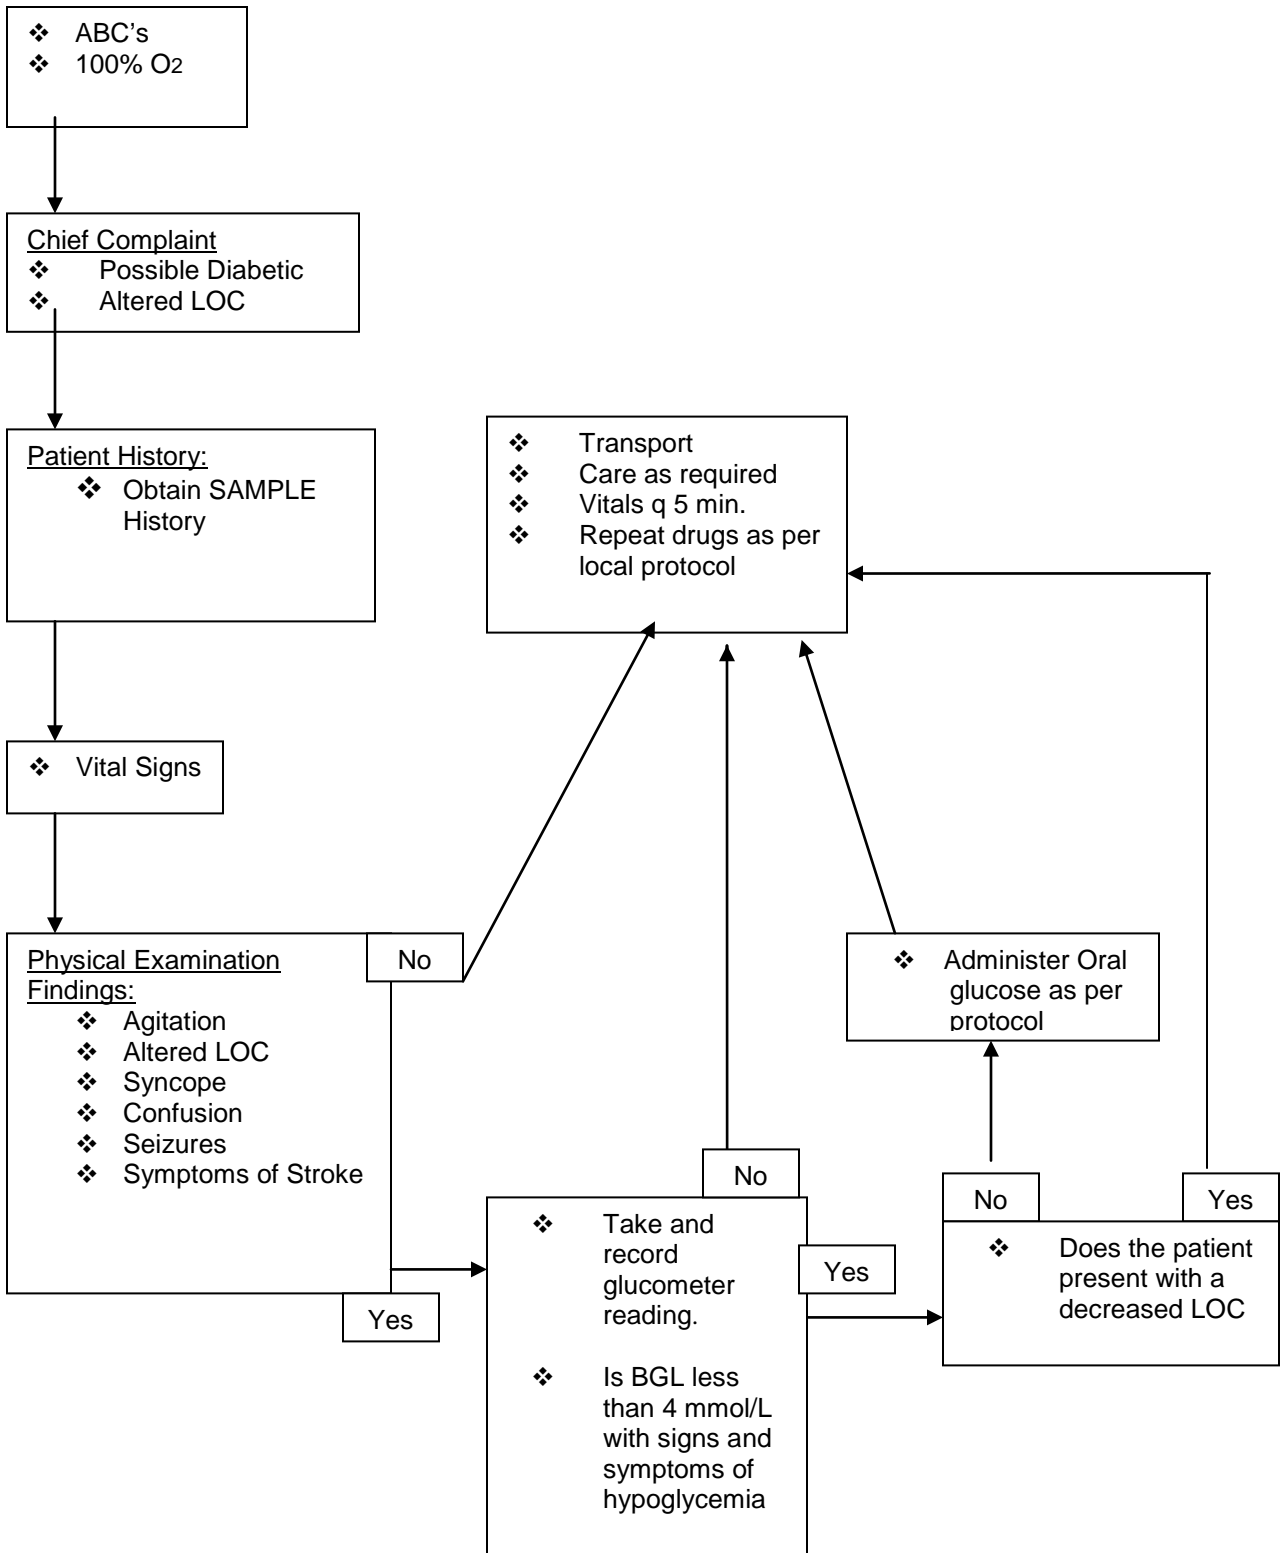 ❖ ABC’s
❖ 100% O2
Chief Complaint
❖ Possible Diabetic
❖ Altered LOC
Patient History:
❖ Obtain SAMPLE
History
❖ Vital Signs
Physical Examination
Findings:
❖ Agitation
❖ Altered LOC
❖ Syncope
❖ Confusion
❖ Seizures
❖ Symptoms of Stroke
No
Yes
❖ Transport
❖ Care as required
❖ Vitals q 5 min.
❖ Repeat drugs as per
local protocol
No
❖ Take and
record
glucometer
reading.
❖ Is BGL less
than 4 mmol/L
with signs and
symptoms of
hypoglycemia
Yes
❖ Administer Oral
glucose as per
protocol
No
Yes
❖ Does the patient
present with a
decreased LOC